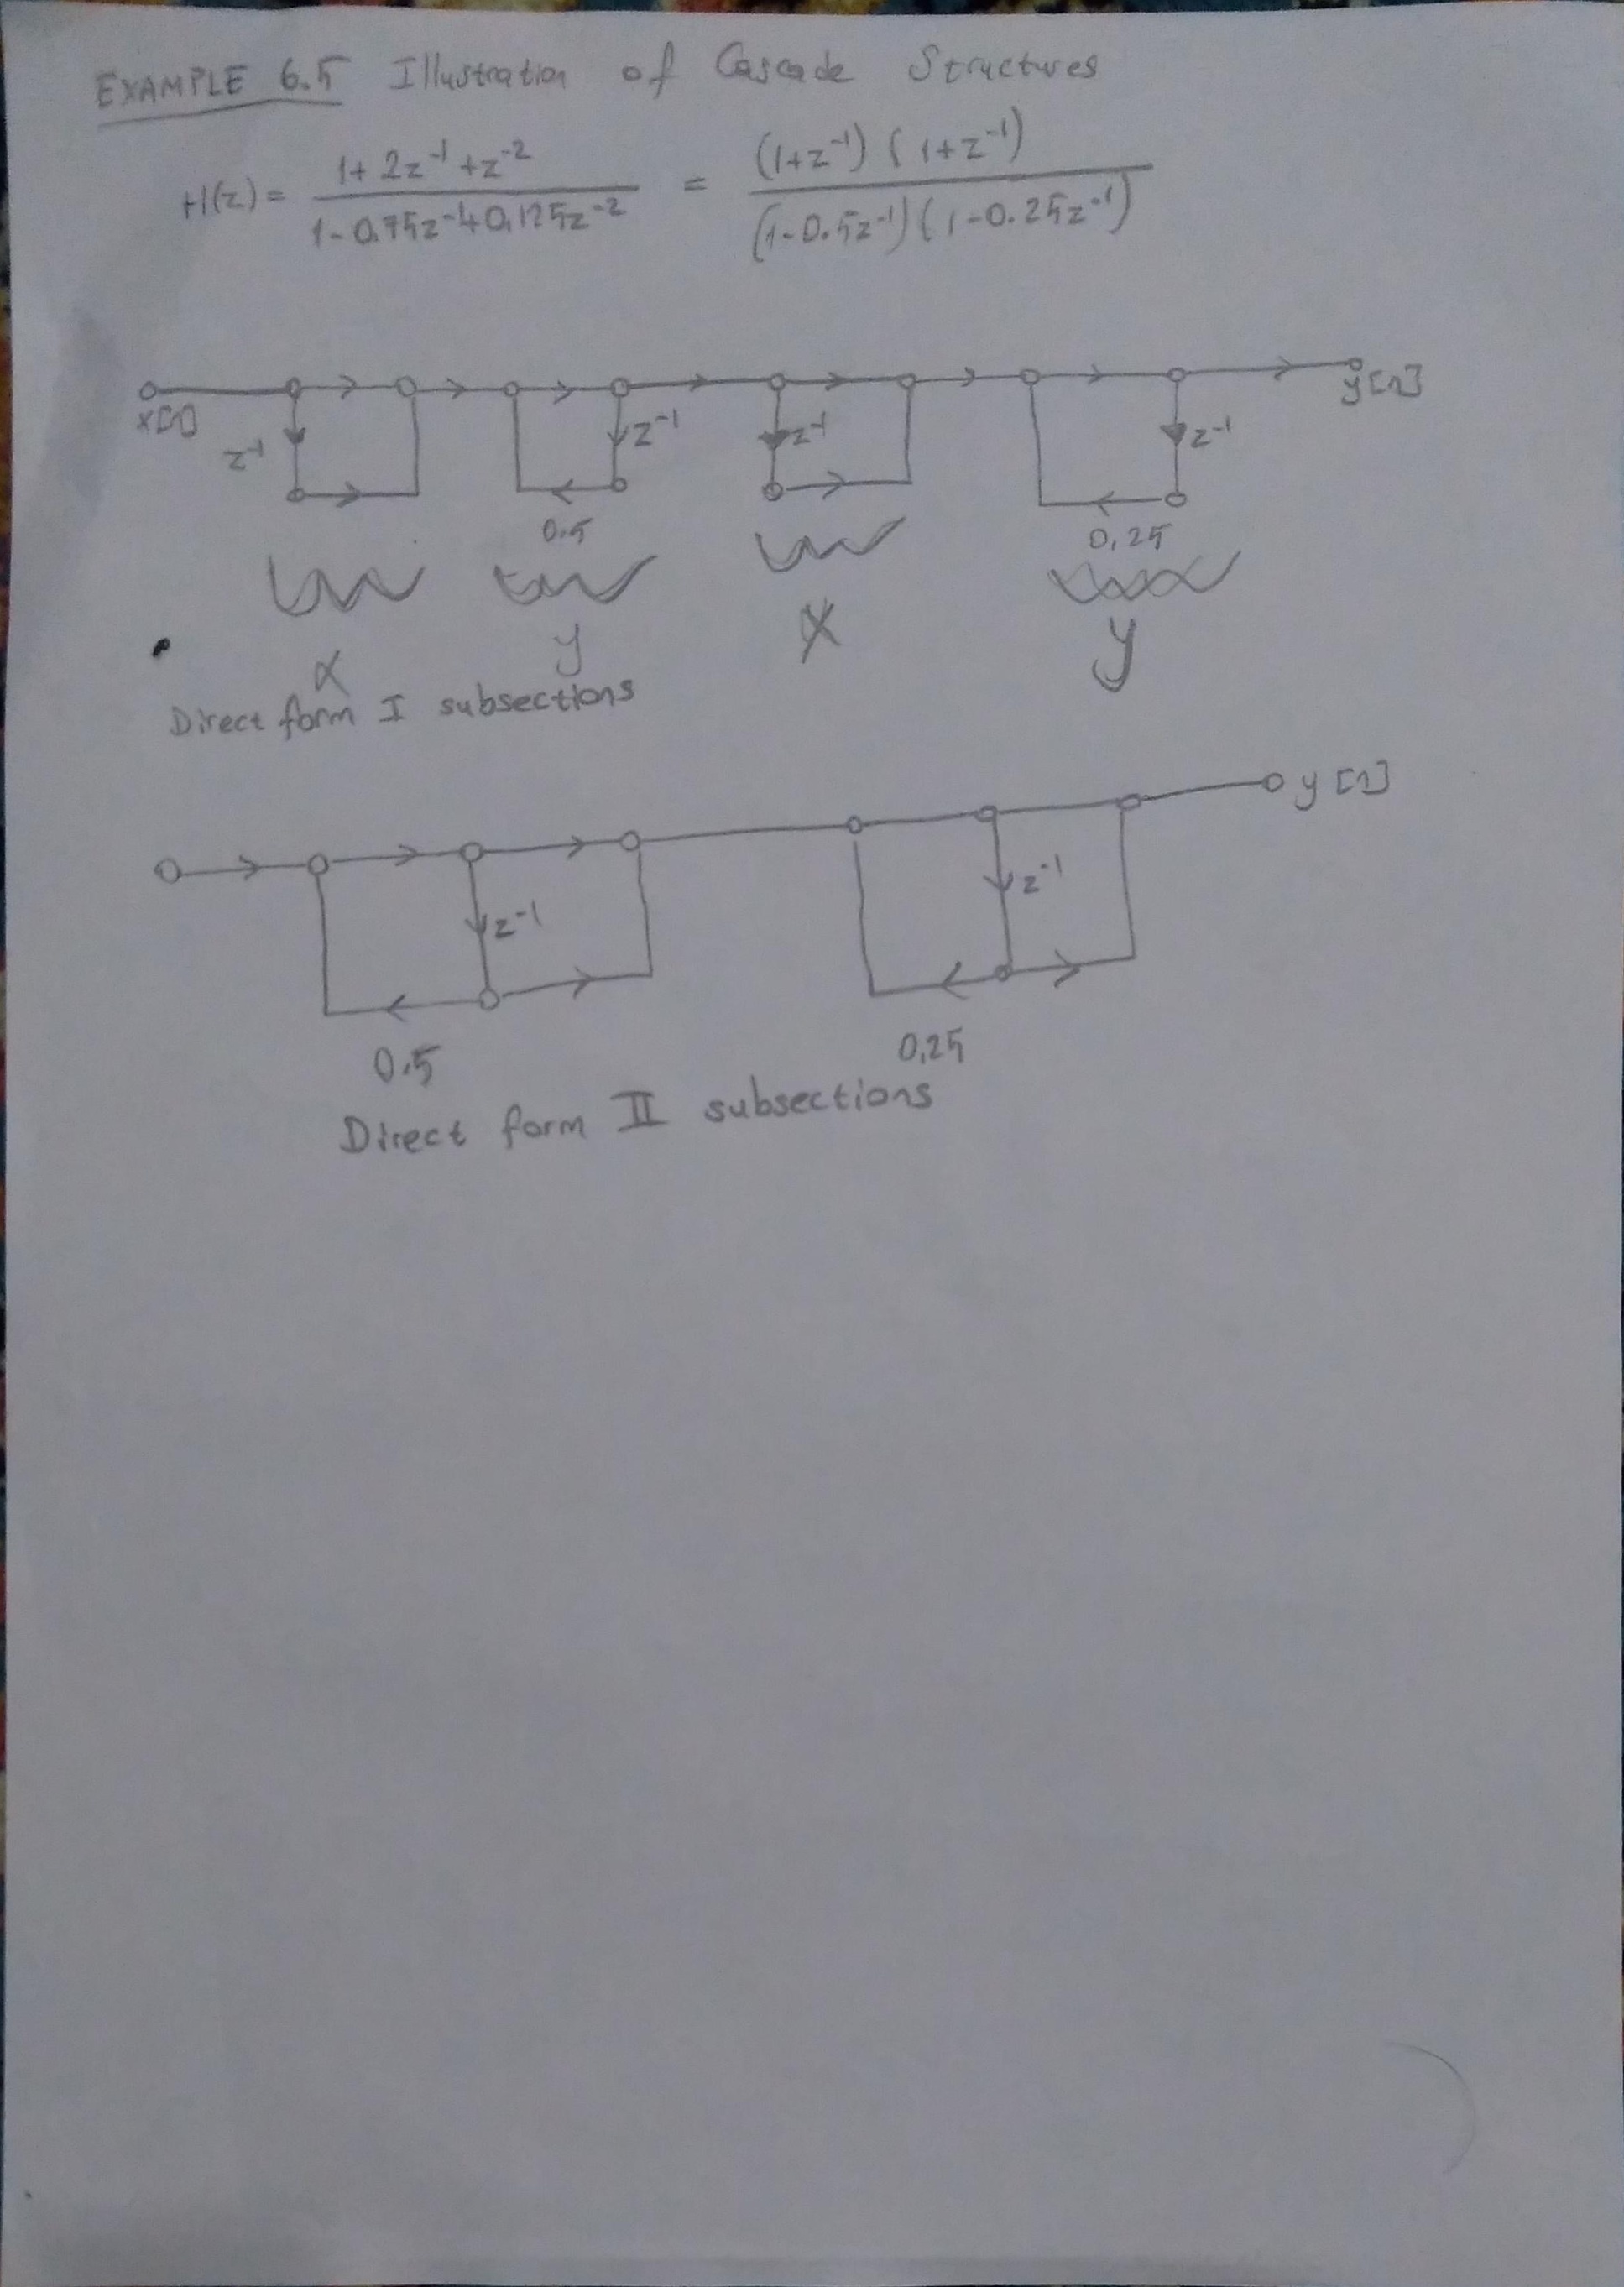 EXAMPLE 6.5 Illustration of Cascade Structures
H(z) = 1 + 2z⁻¹ + z⁻² / 1 - 0,75z⁻¹ + 0,125z⁻² = (1+z⁻¹) (1+z⁻¹) / (1-0.5z⁻¹) (1-0.25z⁻¹)
x[n] y[n]
z⁻¹ z⁻¹ z⁻¹ z⁻¹
0.5 0,25
x y x y
Direct form I subsections
y[n]
z⁻¹ z⁻¹
0.5 0,25
Direct form II subsections